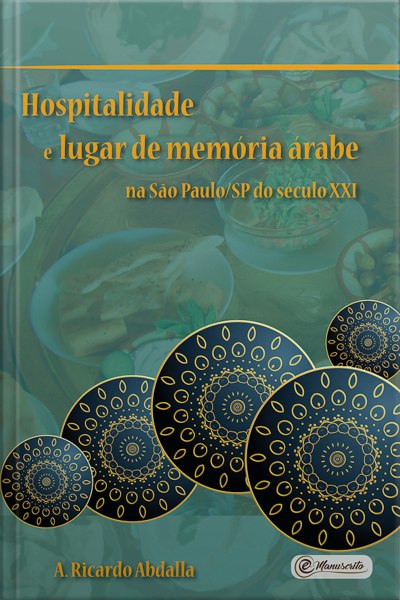 Hospitalidade
e lugar de memória árabe
na São Paulo/SP do século XXI
A. Ricardo Abdalla
e Manuscrito